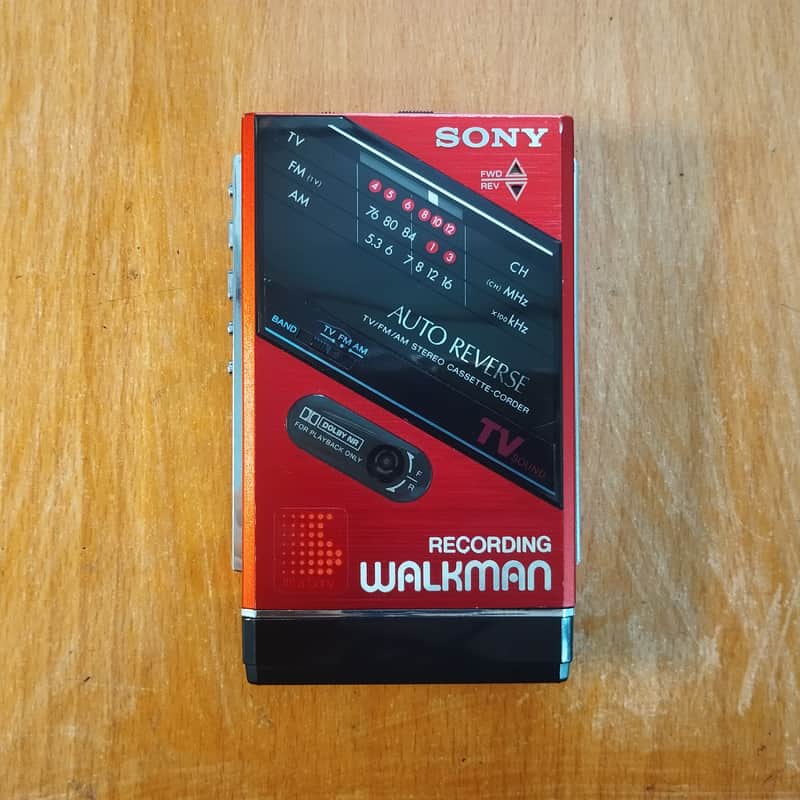 SONY
FWD
REV
TV
FM (TV)
AM
4 5 6 8 10 12
76 80 84 1 3
5.3 6 7 8 12 16
CH
(CH) MHz
X100 kHz
AUTO REVERSE
TV/FM/AM STEREO CASSETTE-CORDER
BAND
TV FM AM
TV
SOUND
DOLBY NR
FOR PLAYBACK ONLY
F
R
RECORDING
WALKMAN